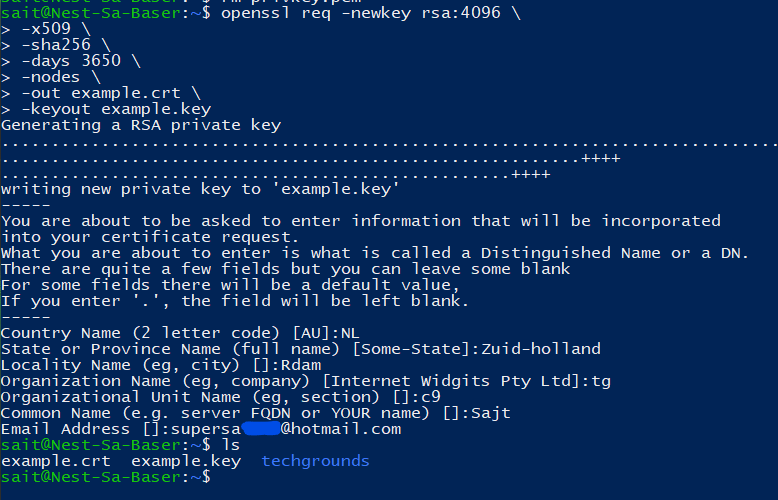 sait@Nest-Sa-Baser:~$ openssl req -newkey rsa:4096 \
> -x509 \
> -sha256 \
> -days 3650 \
> -nodes \
> -out example.crt \
> -keyout example.key
Generating a RSA private key
..............................................................................
..........................................................++++
...................................................++++
writing new private key to 'example.key'
-----
You are about to be asked to enter information that will be incorporated
into your certificate request.
What you are about to enter is what is called a Distinguished Name or a DN.
There are quite a few fields but you can leave some blank
For some fields there will be a default value,
If you enter '.', the field will be left blank.
-----
Country Name (2 letter code) [AU]:NL
State or Province Name (full name) [Some-State]:Zuid-holland
Locality Name (eg, city) []:Rdam
Organization Name (eg, company) [Internet Widgits Pty Ltd]:tg
Organizational Unit Name (eg, section) []:c9
Common Name (e.g. server FQDN or YOUR name) []:Sajt
Email Address []:supersa @hotmail.com
sait@Nest-Sa-Baser:~$ ls
example.crt example.key techgrounds
sait@Nest-Sa-Baser:~$